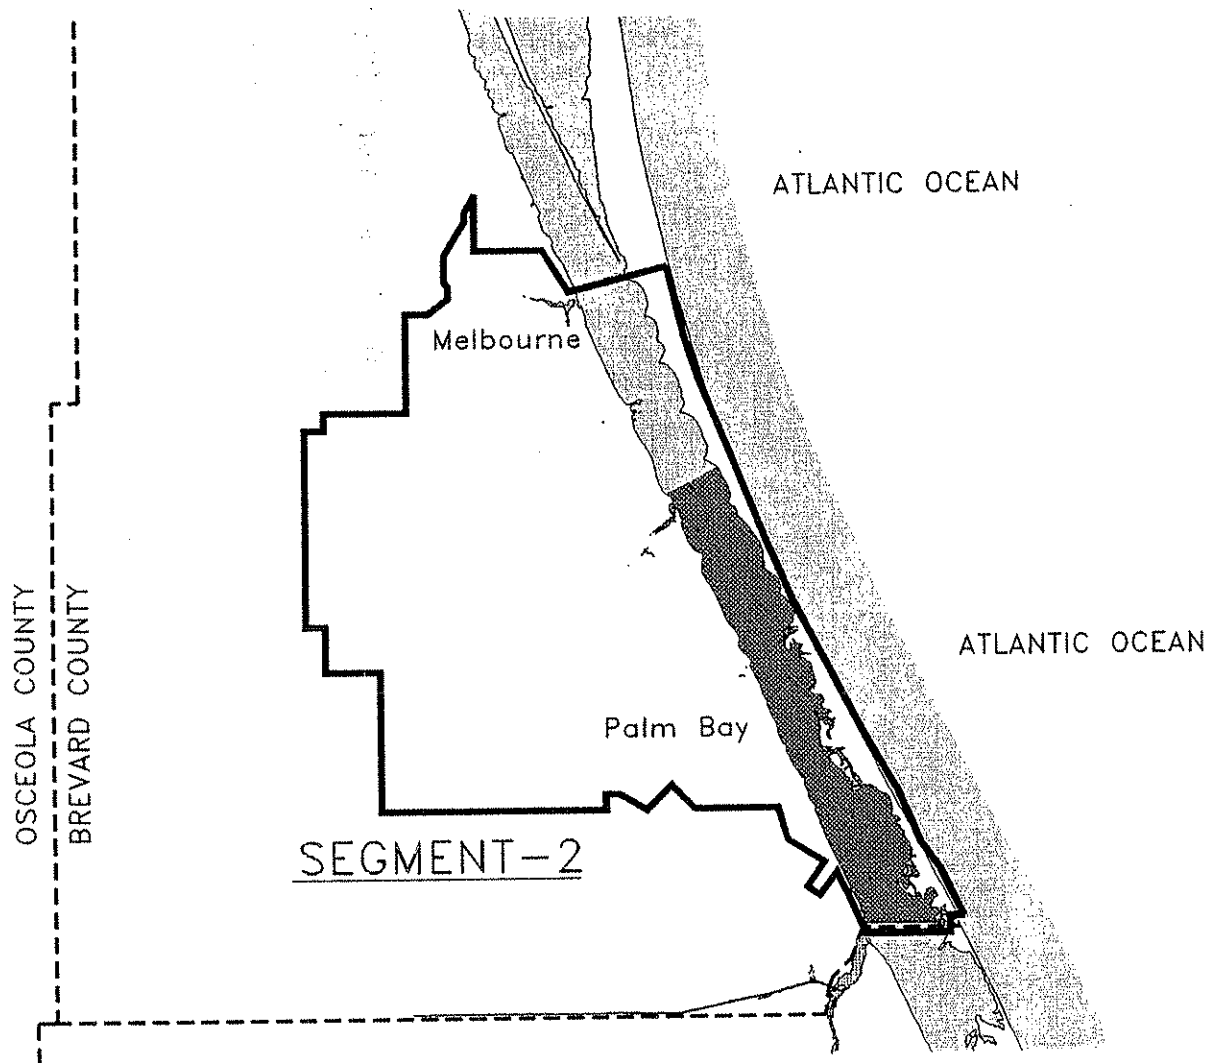 ATLANTIC OCEAN
Melbourne
ATLANTIC OCEAN
OSCEOLA COUNTY
BREVARD COUNTY
Palm Bay
SEGMENT-2